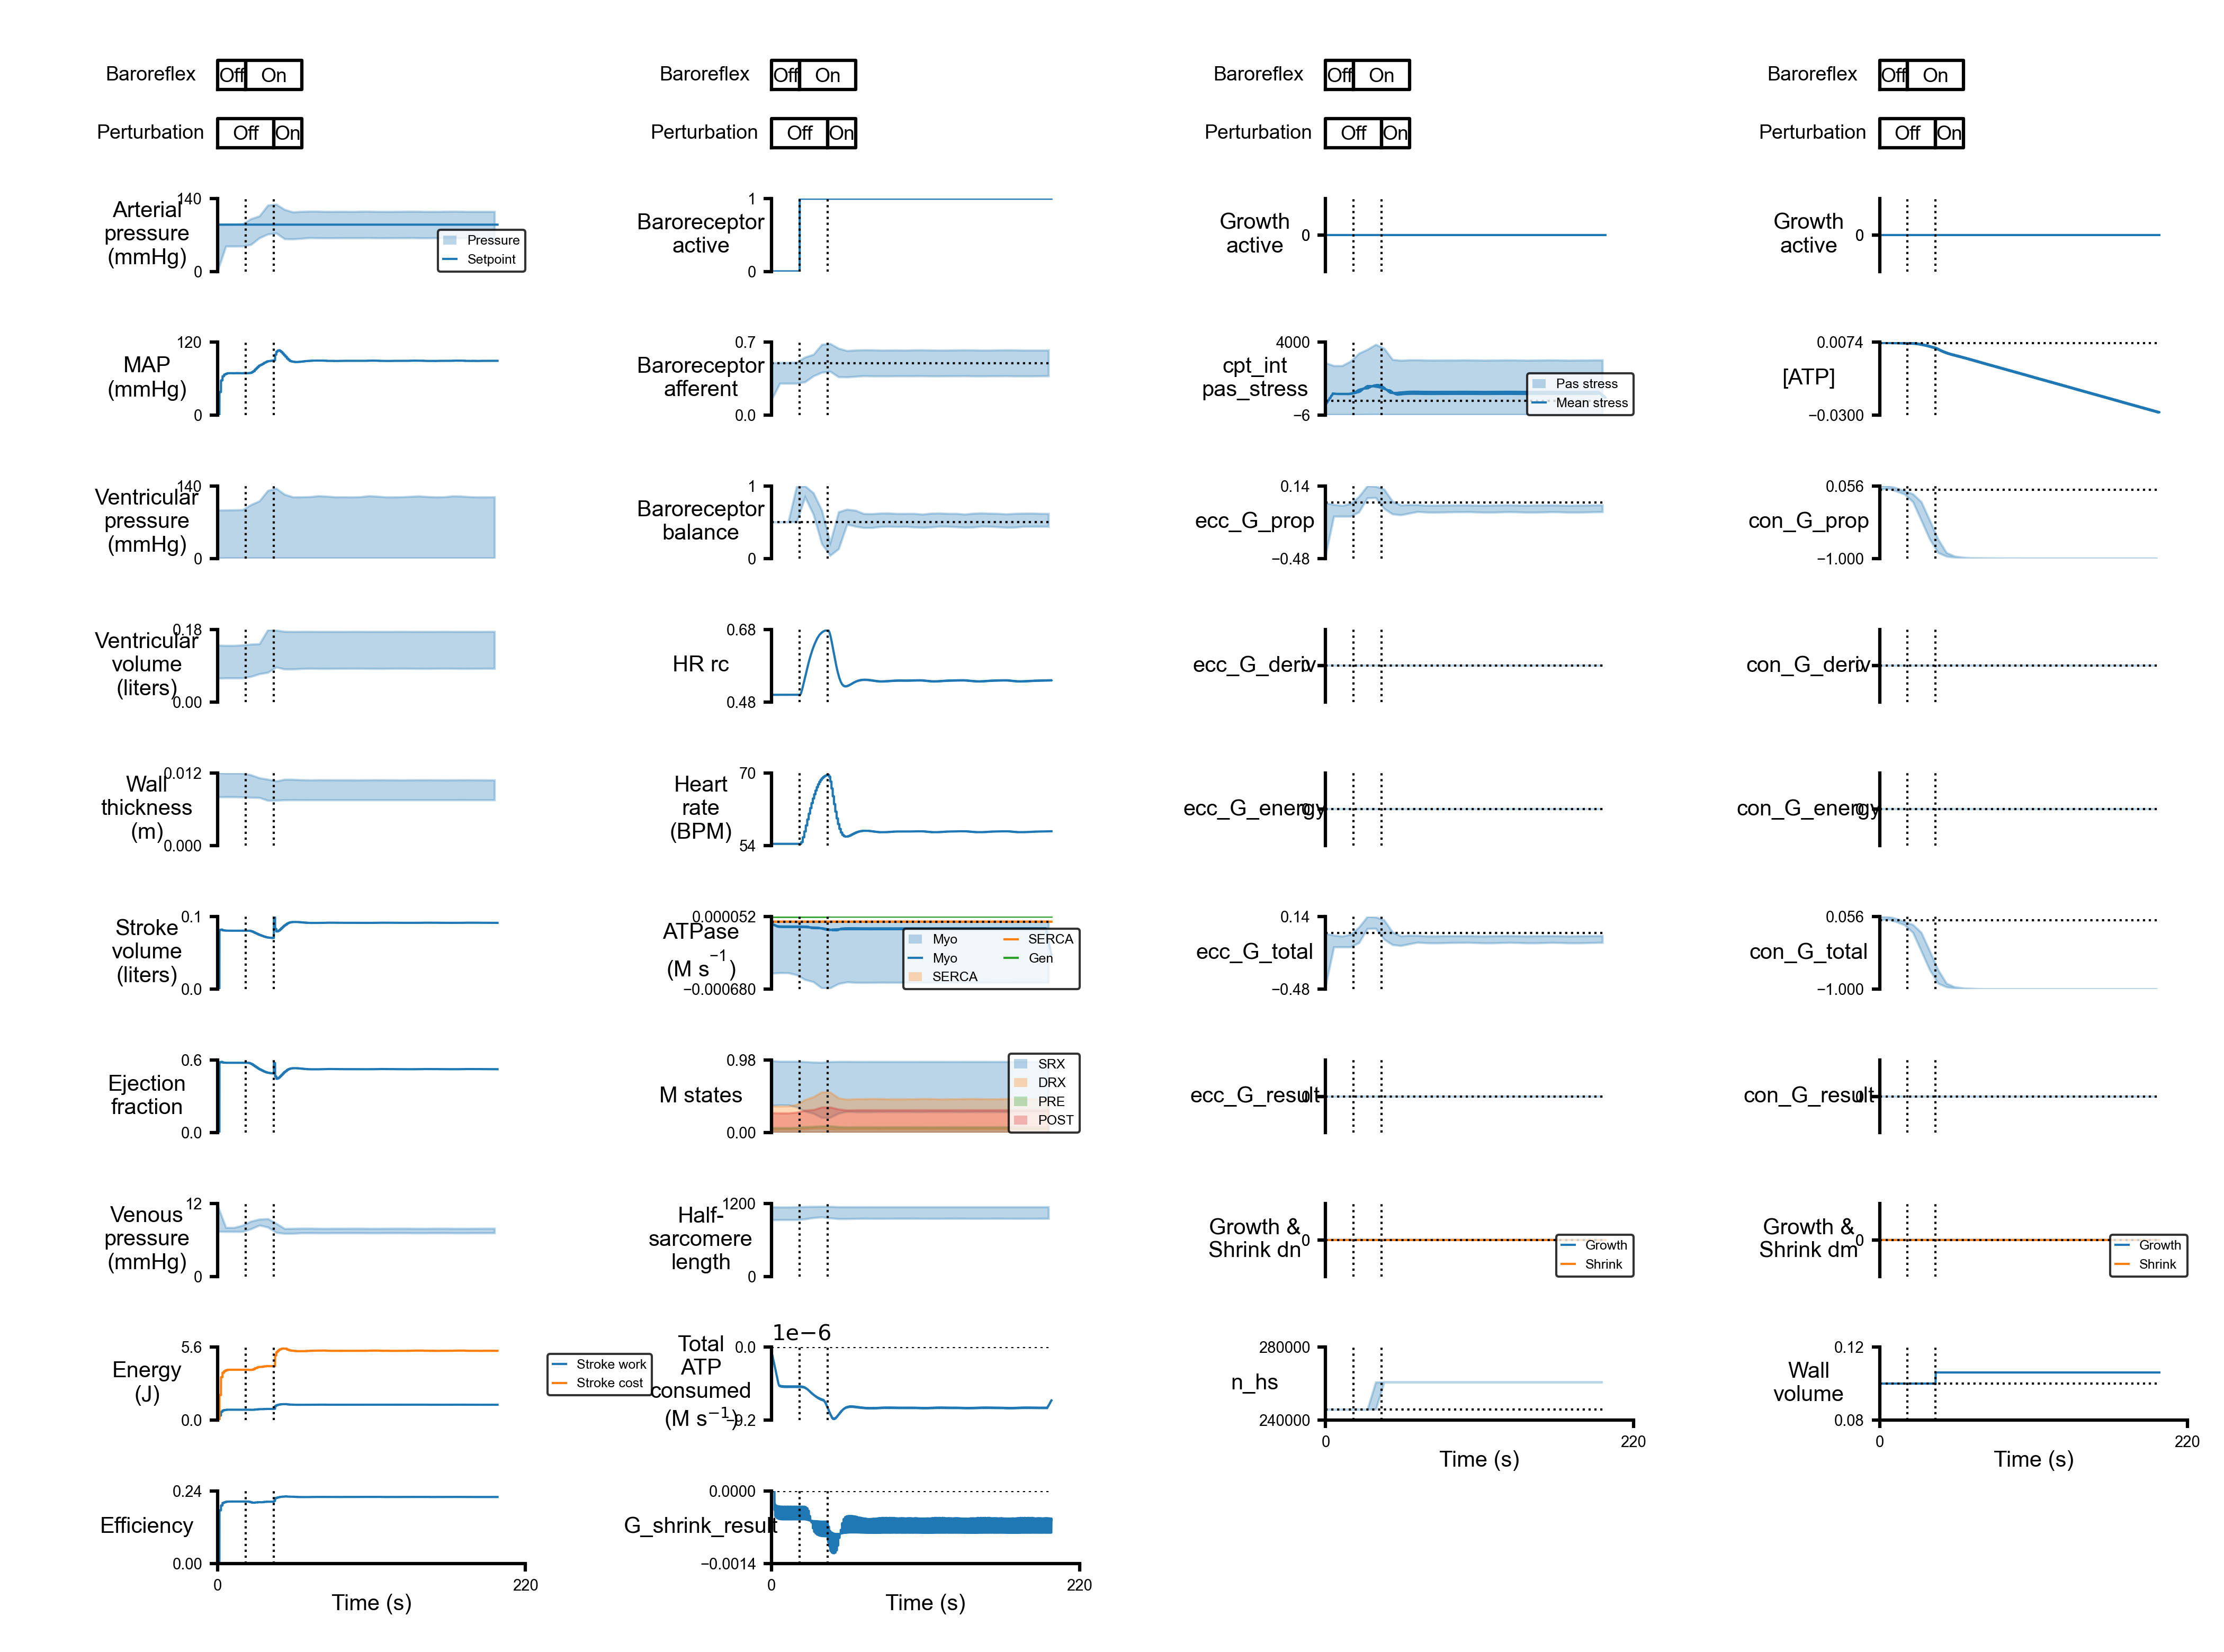 Baroreflex Off On
Perturbation Off On
Arterial
pressure
(mmHg)
140
0
Pressure
Setpoint
MAP
(mmHg)
120
0
Ventricular
pressure
(mmHg)
140
0
Ventricular
volume
(liters)
0.18
0.00
Wall
thickness
(m)
0.012
0.000
Stroke
volume
(liters)
0.1
0.0
Ejection
fraction
0.6
0.0
Venous
pressure
(mmHg)
12
0
Energy
(J)
5.6
0.0
Stroke work
Stroke cost
Efficiency
0.24
0.00
0 220
Time (s)
Baroreflex Off On
Perturbation Off On
Baroreceptor
active
1
0
Baroreceptor
afferent
0.7
0.0
Baroreceptor
balance
1
0
HR rc
0.68
0.48
Heart
rate
(BPM)
70
54
ATPase
(M s−1)
0.000052
−0.000680
Myo SERCA
Myo Gen
SERCA
M states
0.98
0.00
SRX
DRX
PRE
POST
Half-
sarcomere
length
1200
0
1e−6
Total
ATP
consumed
(M s−1)
0.0
−9.2
G_shrink_result
0.0000
−0.0014
0 220
Time (s)
Baroreflex Off On
Perturbation Off On
Growth
active
0
cpt_int
pas_stress
4000
−6
Pas stress
Mean stress
ecc_G_prop
0.14
−0.48
ecc_G_deriv
0
ecc_G_energy
0
ecc_G_total
0.14
−0.48
ecc_G_result
0
Growth &
Shrink dn
0
Growth
Shrink
n_hs
280000
240000
0 220
Time (s)
Baroreflex Off On
Perturbation Off On
Growth
active
0
[ATP]
0.0074
−0.0300
con_G_prop
0.056
−1.000
con_G_deriv
0
con_G_energy
0
con_G_total
0.056
−1.000
con_G_result
0
Growth &
Shrink dm
0
Growth
Shrink
Wall
volume
0.12
0.08
0 220
Time (s)